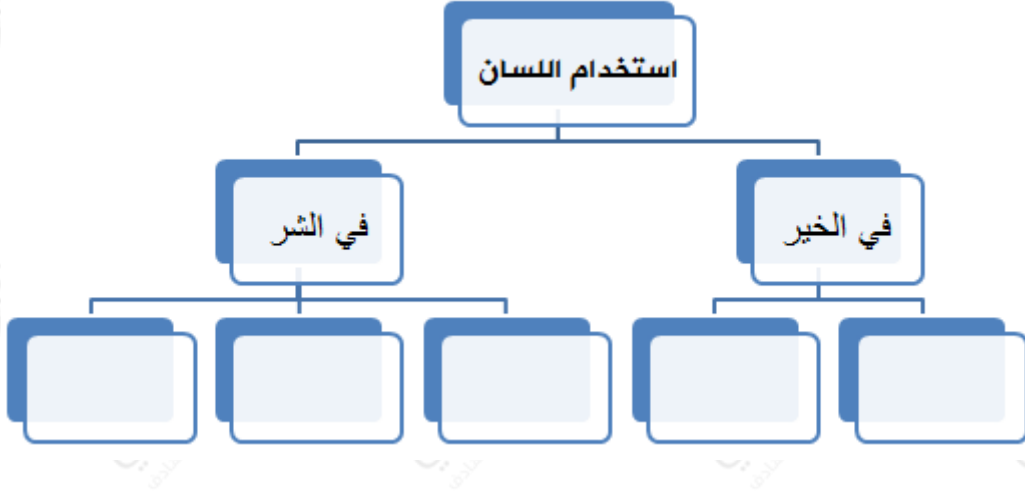 استخدام اللسان
في الخير
في الشر